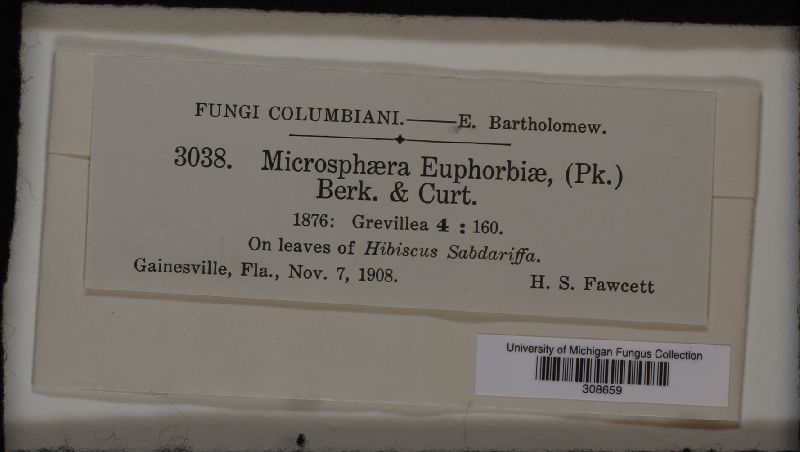 FUNGI COLUMBIANI.——E. Bartholomew.
3038. Microsphæra Euphorbiæ, (Pk.)
Berk. & Curt.
1876: Grevillea 4 : 160.
On leaves of Hibiscus Sabdariffa.
Gainesville, Fla., Nov. 7, 1908. H. S. Fawcett
University of Michigan Fungus Collection
308659